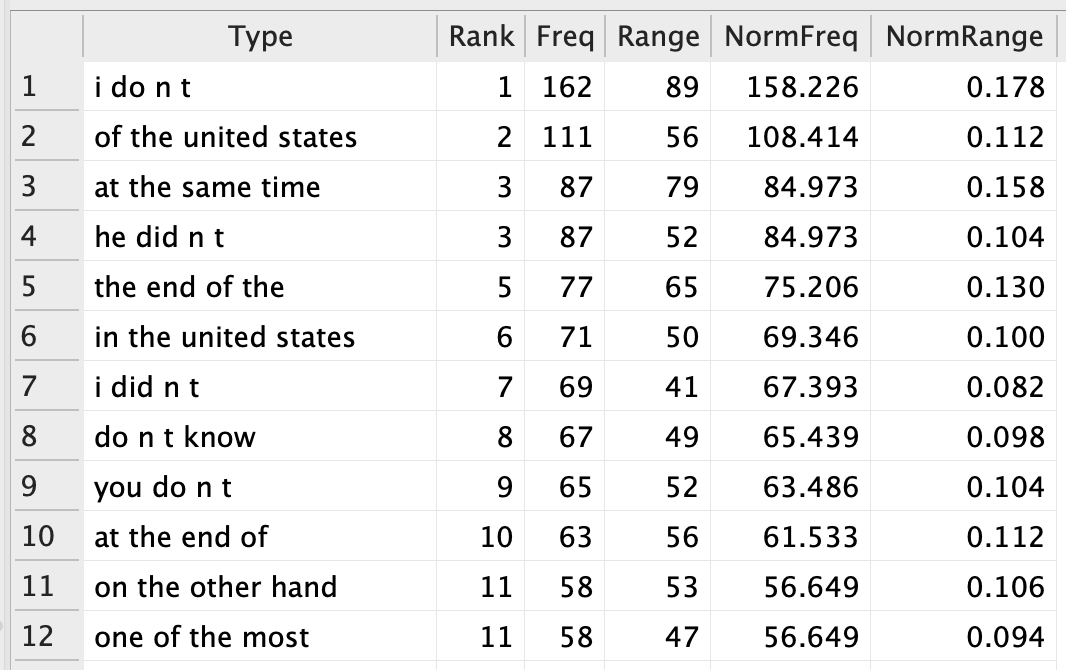 Type Rank Freq Range NormFreq NormRange
1 i do n t 1 162 89 158.226 0.178
2 of the united states 2 111 56 108.414 0.112
3 at the same time 3 87 79 84.973 0.158
4 he did n t 3 87 52 84.973 0.104
5 the end of the 5 77 65 75.206 0.130
6 in the united states 6 71 50 69.346 0.100
7 i did n t 7 69 41 67.393 0.082
8 do n t know 8 67 49 65.439 0.098
9 you do n t 9 65 52 63.486 0.104
10 at the end of 10 63 56 61.533 0.112
11 on the other hand 11 58 53 56.649 0.106
12 one of the most 11 58 47 56.649 0.094